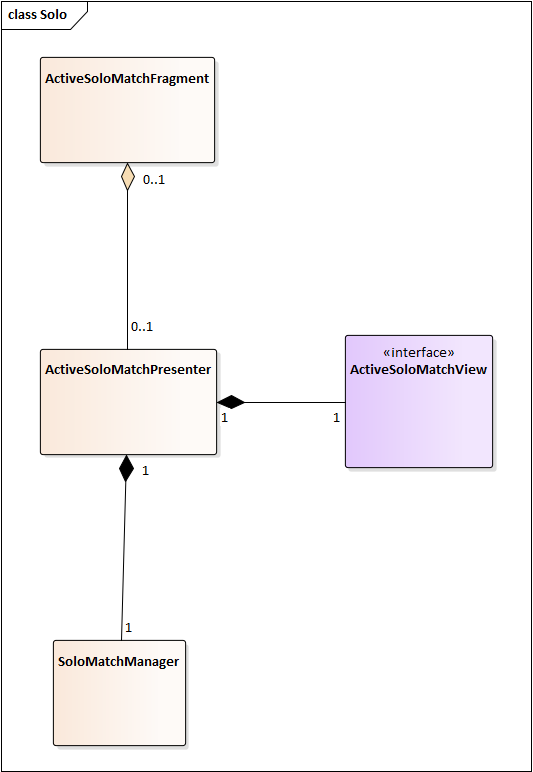 class Solo
ActiveSoloMatchFragment
0..1
0..1
ActiveSoloMatchPresenter
«interface»
ActiveSoloMatchView
1
1
1
1
SoloMatchManager